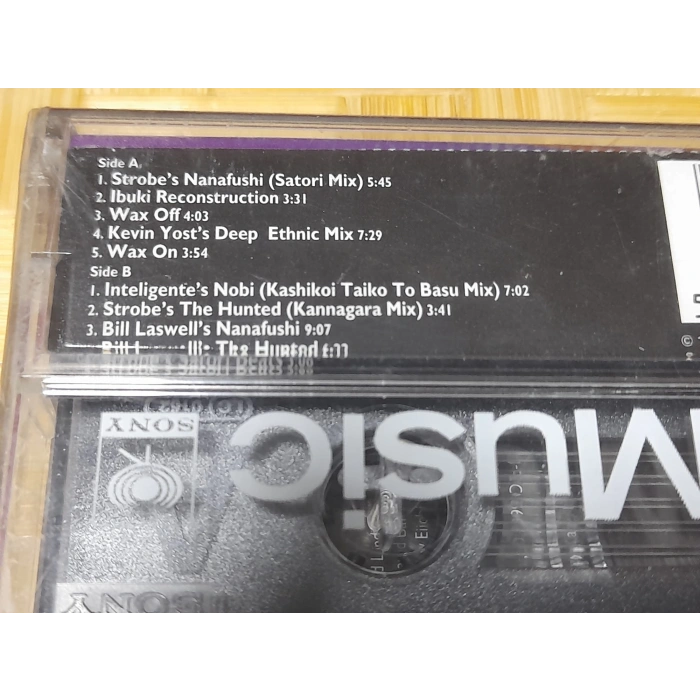 Side A
1. Strobe's Nanafushi (Satori Mix) 5:45
2. Ibuki Reconstruction 3:31
3. Wax Off 4:03
4. Kevin Yost's Deep Ethnic Mix 7:29
5. Wax On 3:54
Side B
1. Inteligente's Nobi (Kashikoi Taiko To Basu Mix) 7:02
2. Strobe's The Hunted (Kannagara Mix) 3:41
3. Bill Laswell's Nanafushi 9:07
The Hunted
©
SONY
Music
SONY